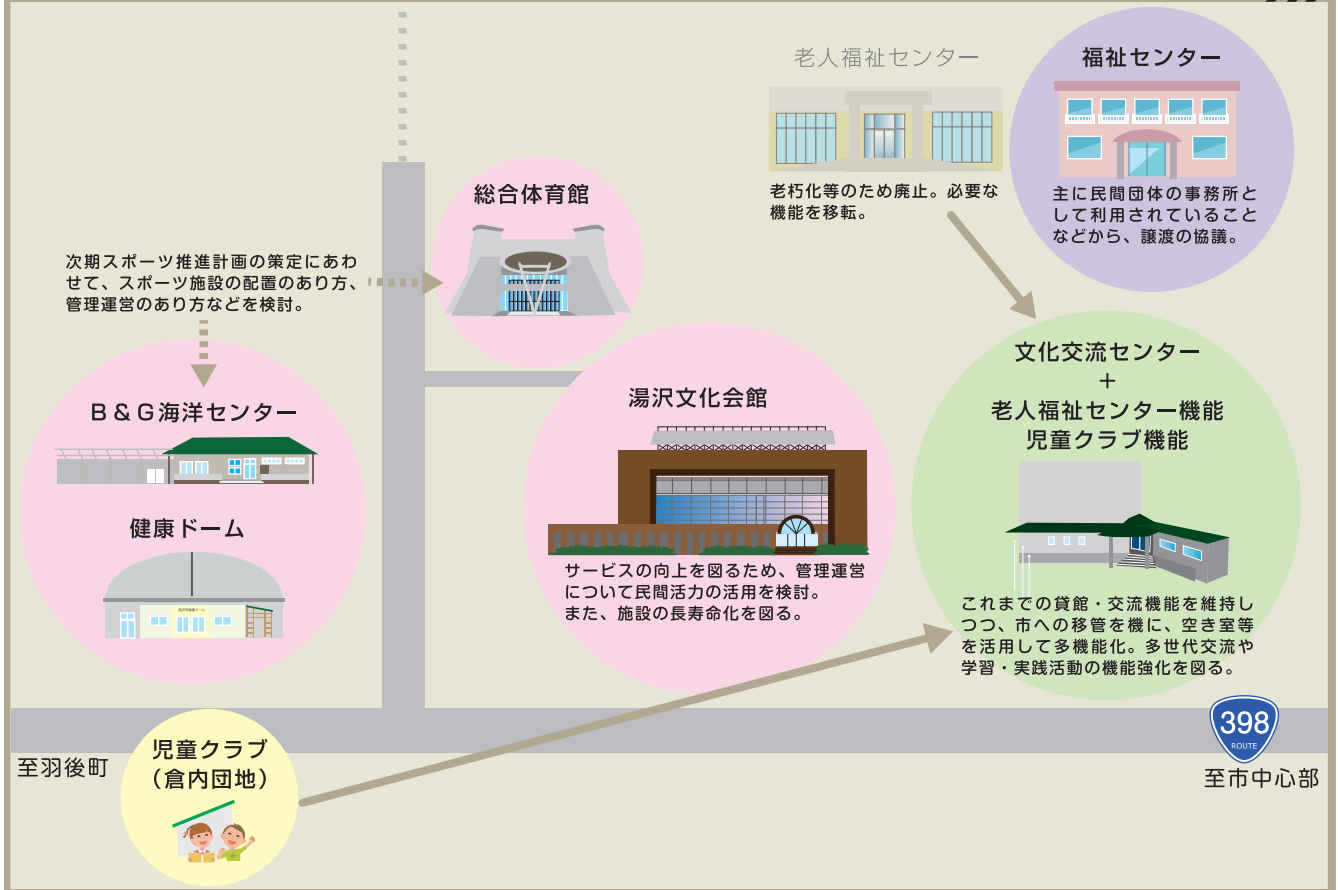 老人福祉センター
老朽化等のため廃止。必要な
機能を移転。
福祉センター
主に民間団体の事務所と
して利用されていること
などから、譲渡の協議。
総合体育館
次期スポーツ推進計画の策定にあわ
せて、スポーツ施設の配置のあり方、
管理運営のあり方などを検討。
B&G海洋センター
健康ドーム
湯沢文化会館
サービスの向上を図るため、管理運営
について民間活力の活用を検討。
また、施設の長寿命化を図る。
文化交流センター
+
老人福祉センター機能
児童クラブ機能
これまでの貸館・交流機能を維持し
つつ、市への移管を機に、空き室等
を活用して多機能化。多世代交流や
学習・実践活動の機能強化を図る。
398
ROUTE
至市中心部
至羽後町
児童クラブ
（倉内団地）